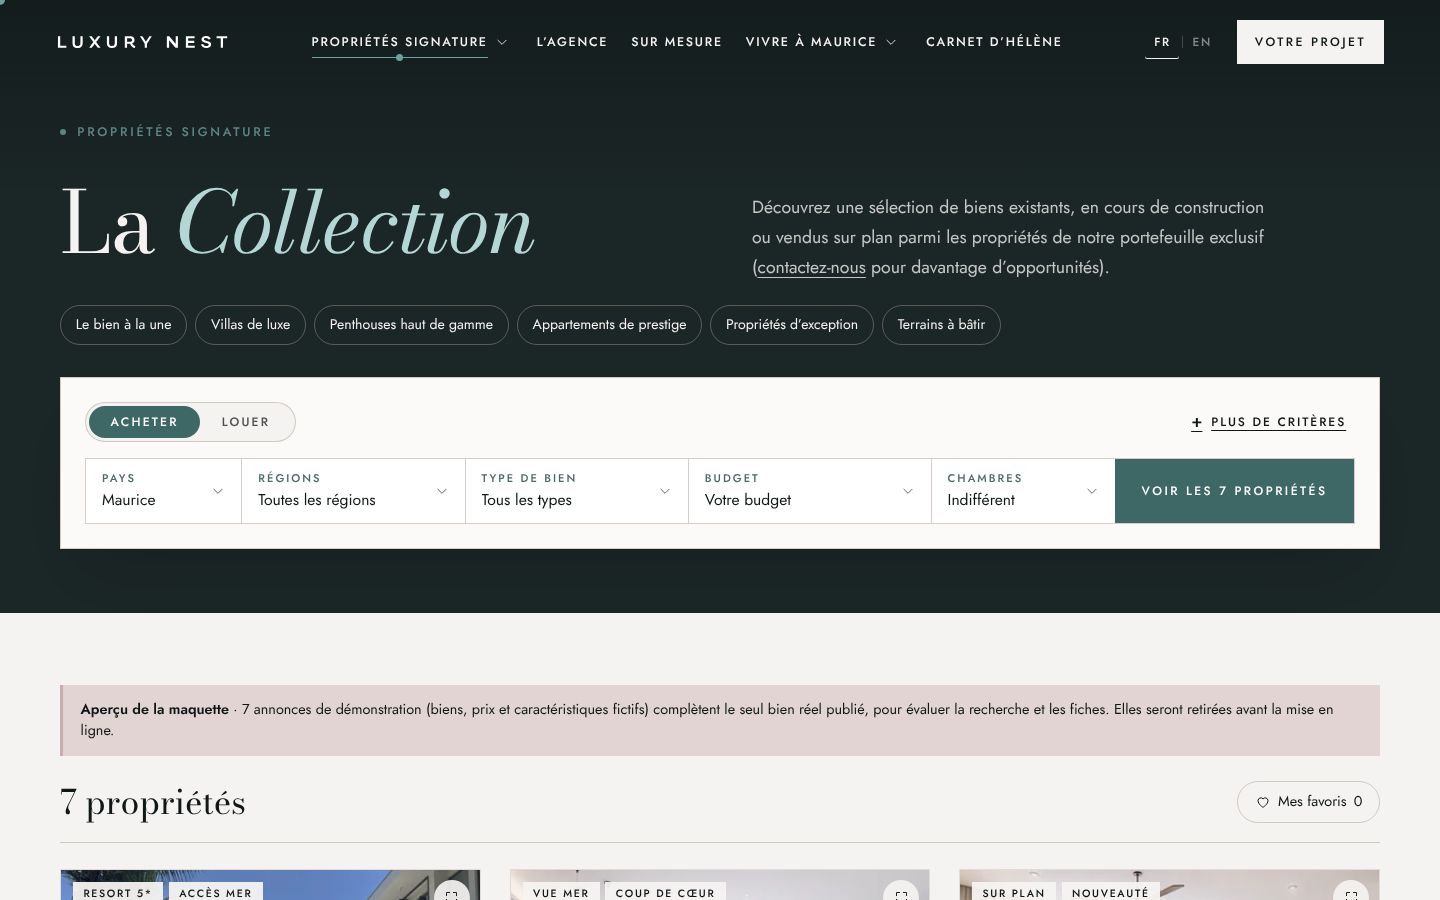 LUXURY NEST
PROPRIÉTÉS SIGNATURE
L’AGENCE
SUR MESURE
VIVRE À MAURICE
CARNET D’HÉLÈNE
FR
EN
VOTRE PROJET
PROPRIÉTÉS SIGNATURE
La Collection
Découvrez une sélection de biens existants, en cours de construction
ou vendus sur plan parmi les propriétés de notre portefeuille exclusif
(contactez-nous pour davantage d’opportunités).
Le bien à la une
Villas de luxe
Penthouses haut de gamme
Appartements de prestige
Propriétés d’exception
Terrains à bâtir
ACHETER
LOUER
+ PLUS DE CRITÈRES
PAYS
Maurice
RÉGIONS
Toutes les régions
TYPE DE BIEN
Tous les types
BUDGET
Votre budget
CHAMBRES
Indifférent
VOIR LES 7 PROPRIÉTÉS
Aperçu de la maquette · 7 annonces de démonstration (biens, prix et caractéristiques fictifs) complètent le seul bien réel publié, pour évaluer la recherche et les fiches. Elles seront retirées avant la mise en
ligne.
7 propriétés
Mes favoris 0
RESORT 5*
ACCÈS MER
VUE MER
COUP DE CŒUR
SUR PLAN
NOUVEAUTÉ